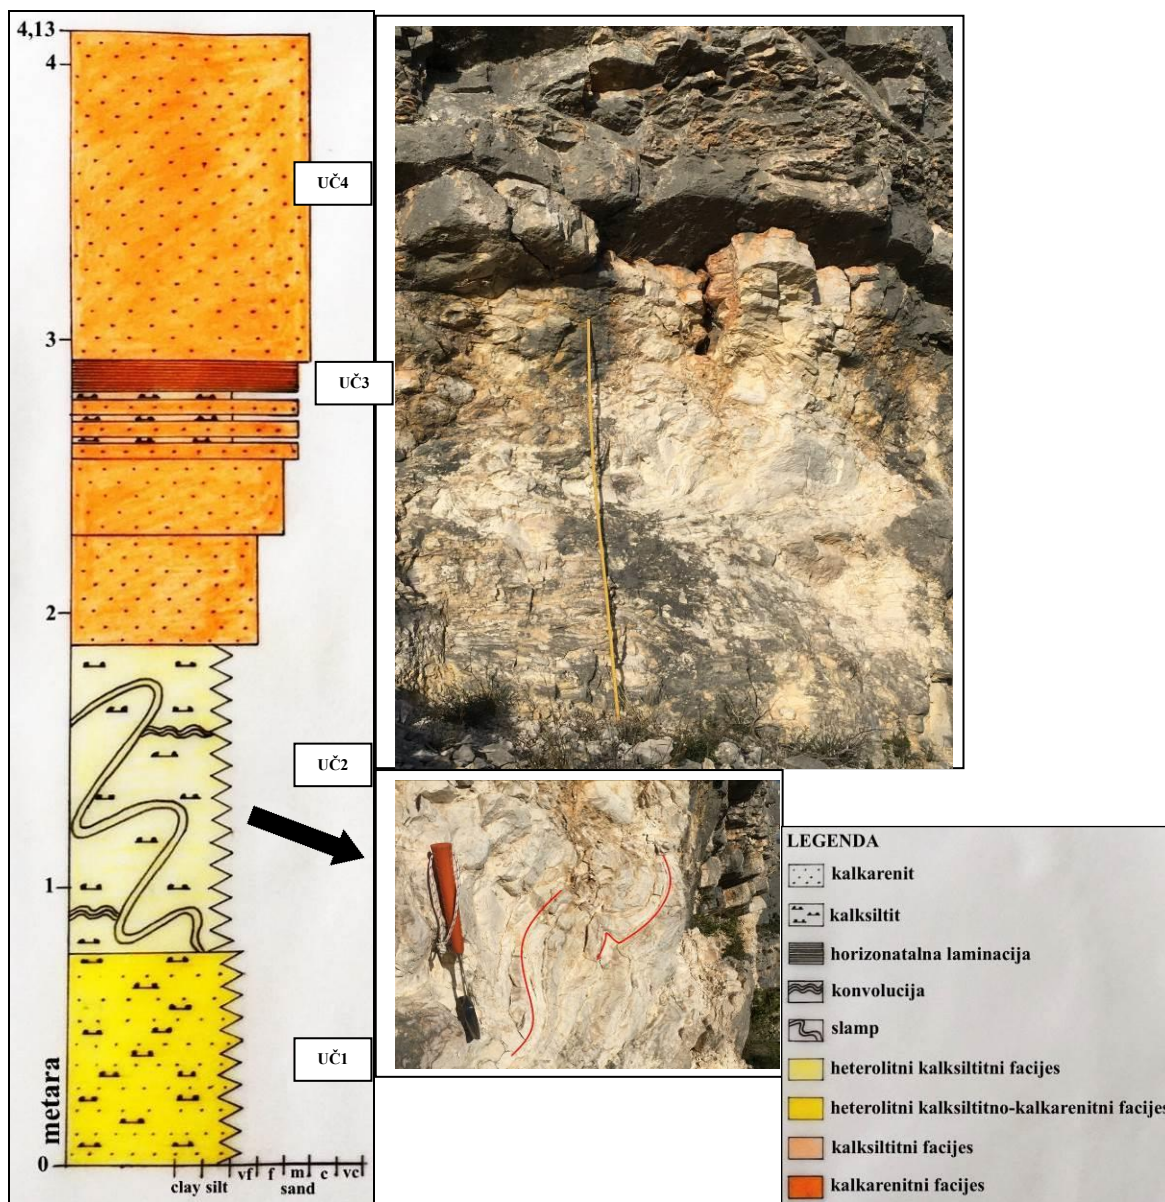 4,13
4
UČ4
3
UČ3
2
UČ2
1
UČ1
metara
0
vf f m c vc
clay silt sand
LEGENDA
kalkarenit
kalksiltit
horizonatalna laminacija
konvolucija
slamp
heterolitni kalksiltitni facijes
heterolitni kalksiltitno-kalkarenitni facijes
kalksiltitni facijes
kalkarenitni facijes